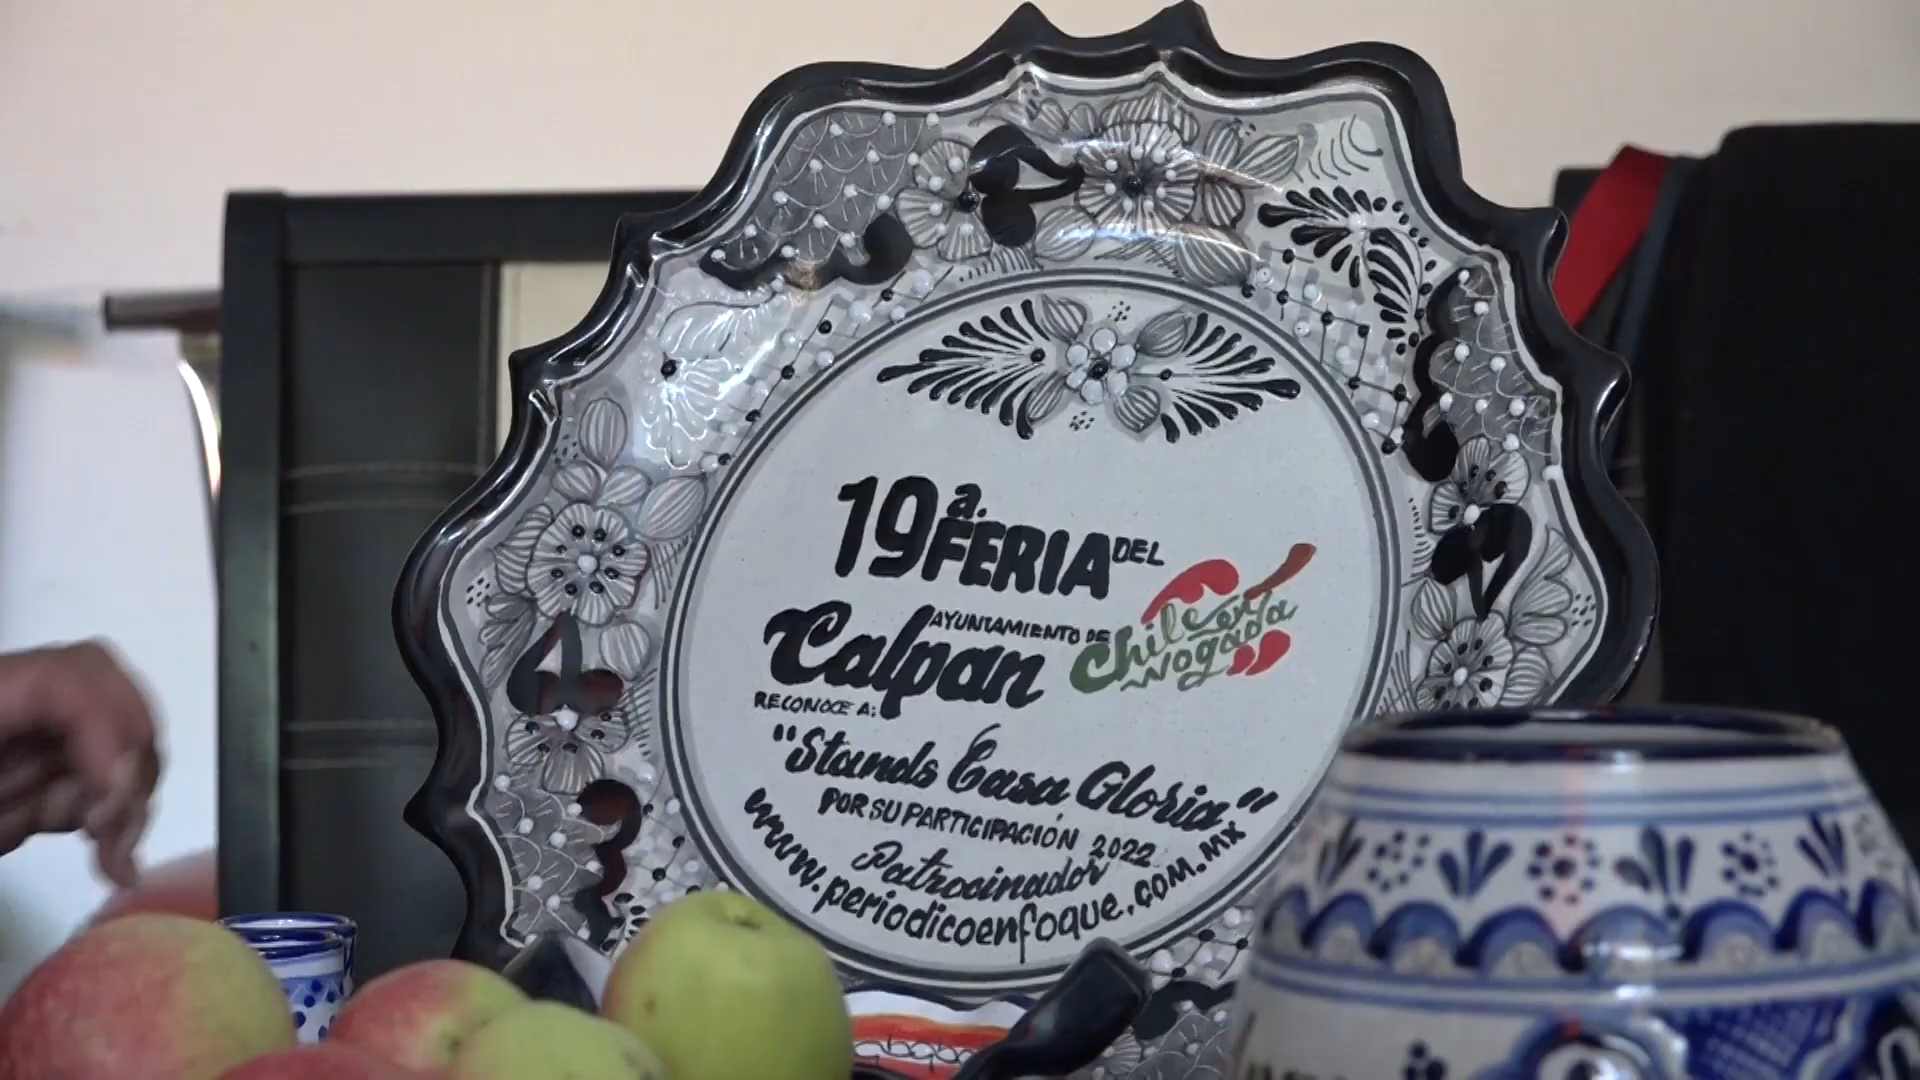 19a. FERIA DEL
Chile en
Nogada
AYUNTAMIENTO DE
Calpan
RECONOCE A:
"Stands Casa Gloria"
POR SU PARTICIPACIÓN 2022
Patrocinador
www.periodicoenfoque.com.mx